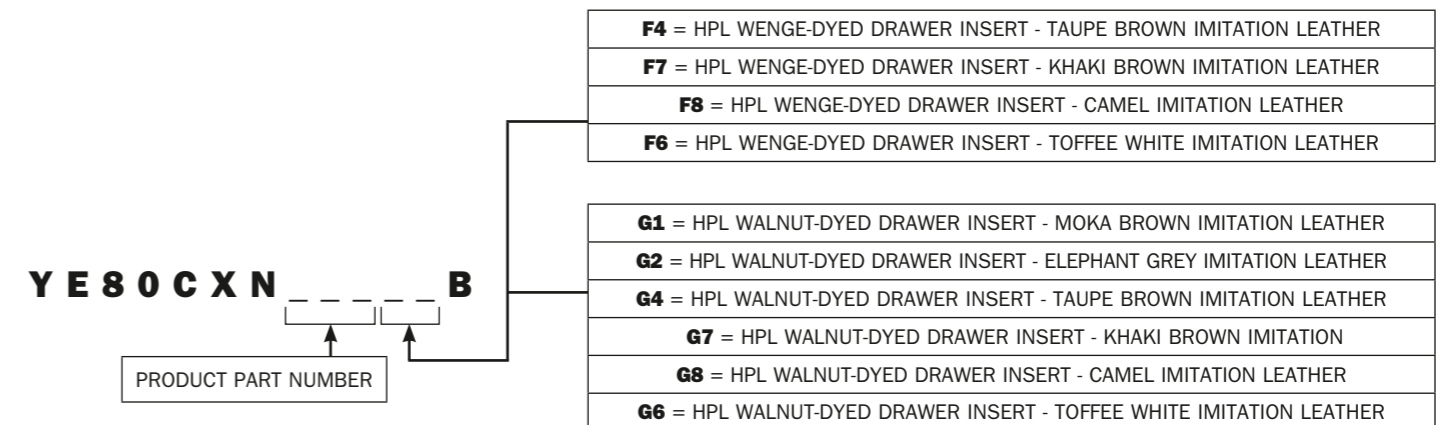 F4 = HPL WENGE-DYED DRAWER INSERT - TAUPE BROWN IMITATION LEATHER
F7 = HPL WENGE-DYED DRAWER INSERT - KHAKI BROWN IMITATION LEATHER
F8 = HPL WENGE-DYED DRAWER INSERT - CAMEL IMITATION LEATHER
F6 = HPL WENGE-DYED DRAWER INSERT - TOFFEE WHITE IMITATION LEATHER
G1 = HPL WALNUT-DYED DRAWER INSERT - MOKA BROWN IMITATION LEATHER
G2 = HPL WALNUT-DYED DRAWER INSERT - ELEPHANT GREY IMITATION LEATHER
G4 = HPL WALNUT-DYED DRAWER INSERT - TAUPE BROWN IMITATION LEATHER
G7 = HPL WALNUT-DYED DRAWER INSERT - KHAKI BROWN IMITATION
G8 = HPL WALNUT-DYED DRAWER INSERT - CAMEL IMITATION LEATHER
G6 = HPL WALNUT-DYED DRAWER INSERT - TOFFEE WHITE IMITATION LEATHER
YE80CXN_ _ _ _ _B
PRODUCT PART NUMBER